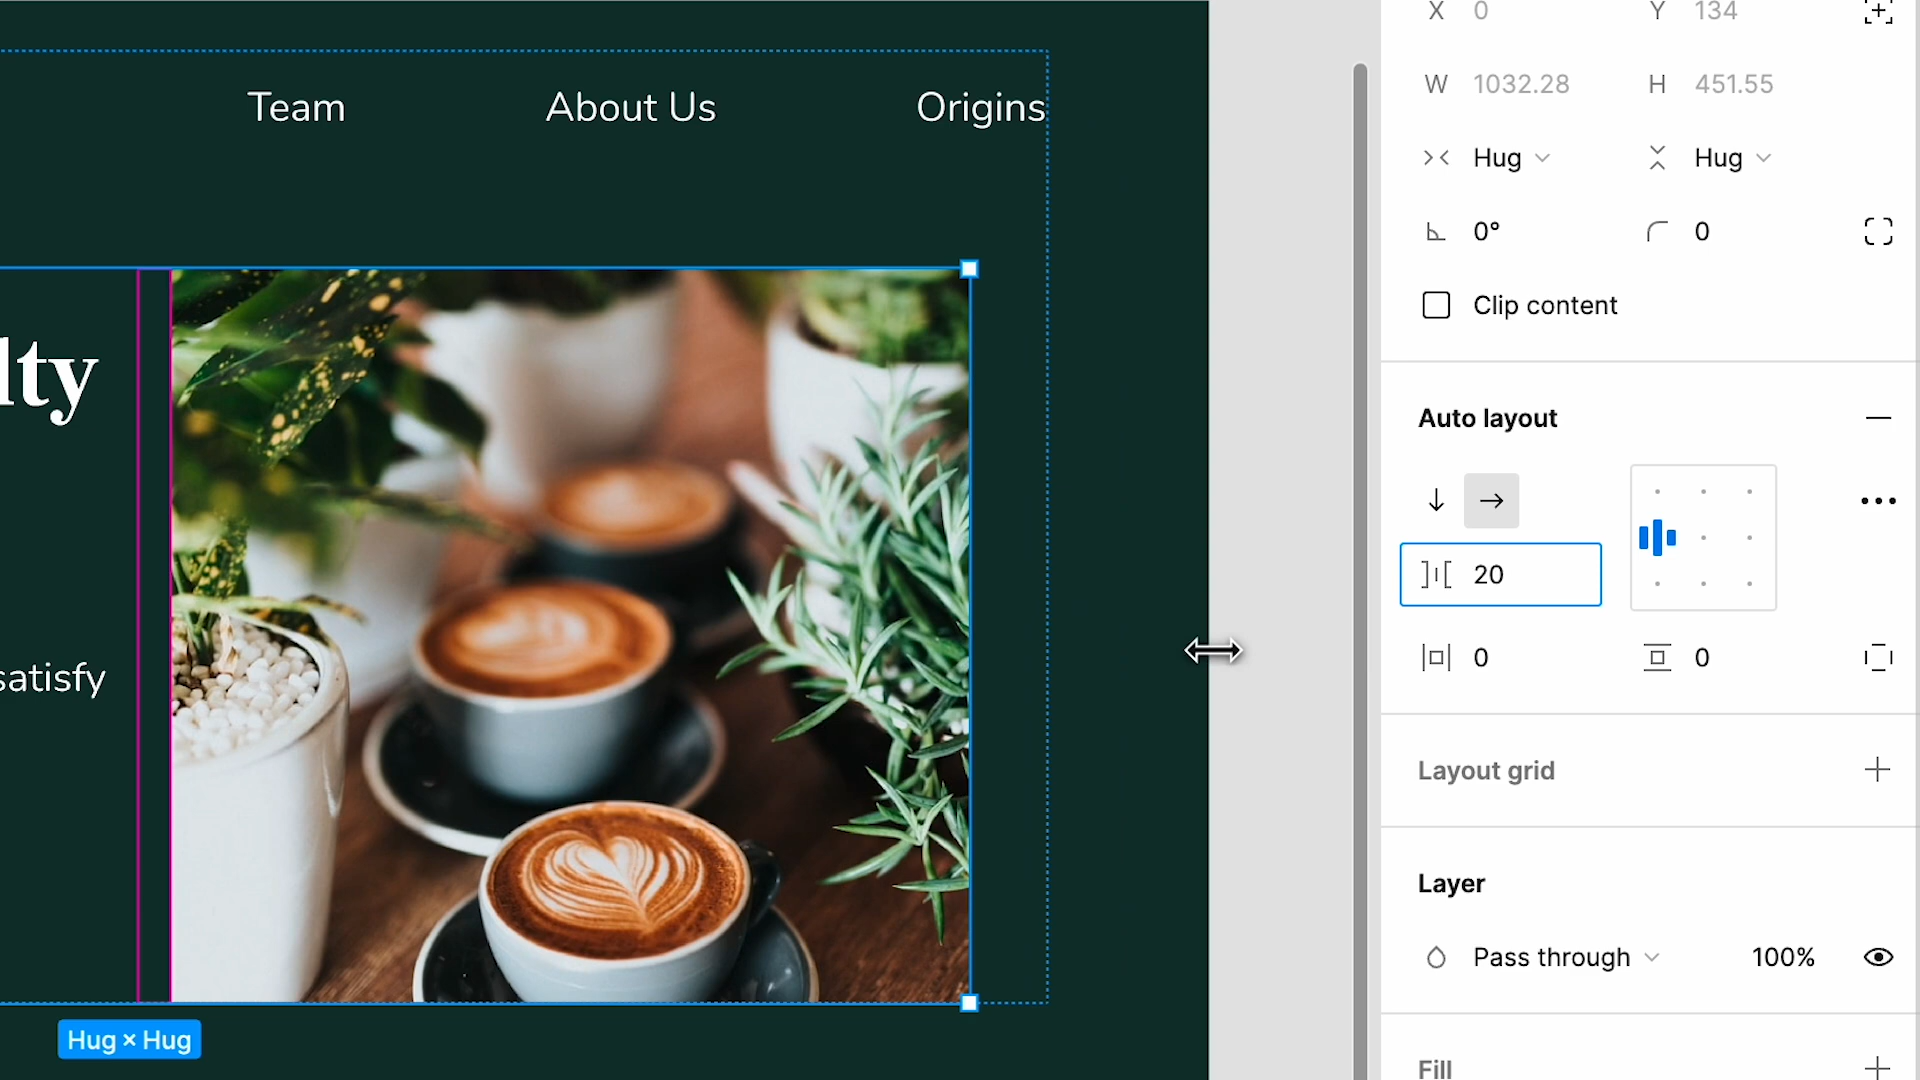 X 0 Y 134
Team About Us Origins
W 1032.28 H 451.55
Hug Hug
0° 0
Clip content
lty
Auto layout
20
satisfy
0 0
Layout grid
Layer
Pass through 100%
Hug × Hug
Fill